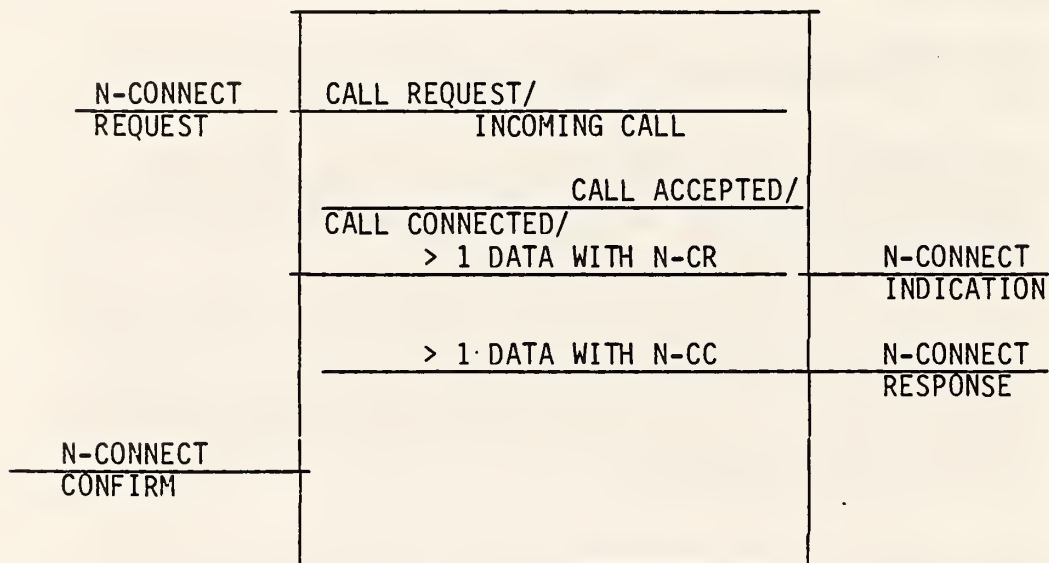 N-CONNECT
REQUEST
CALL REQUEST/
INCOMING CALL
CALL ACCEPTED/
CALL CONNECTED/
> 1 DATA WITH N-CR
N-CONNECT
INDICATION
> 1 DATA WITH N-CC
N-CONNECT
RESPONSE
N-CONNECT
CONFIRM